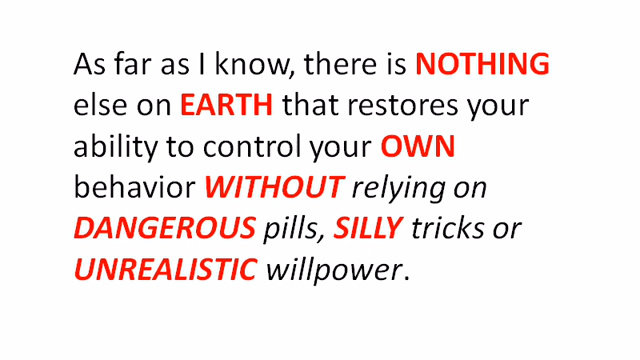 As far as I know, there is NOTHING
else on EARTH that restores your
ability to control your OWN
behavior WITHOUT relying on
DANGEROUS pills, SILLY tricks or
UNREALISTIC willpower.